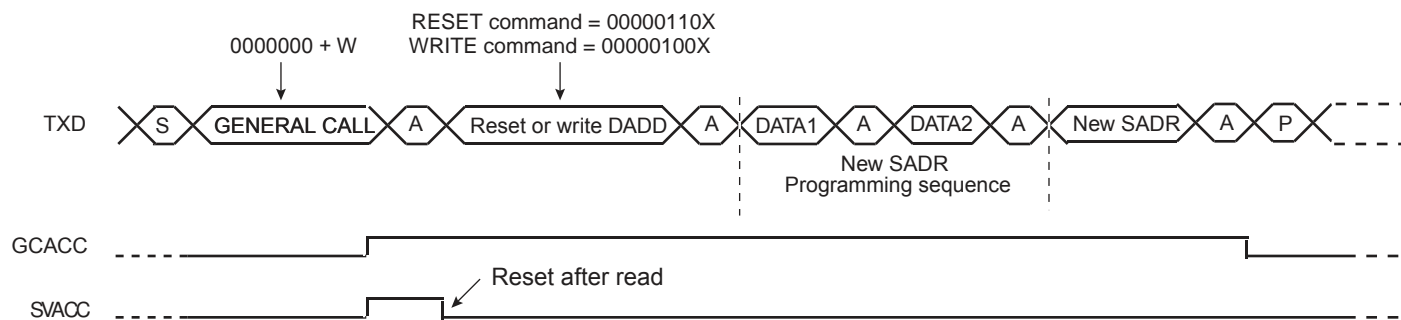 RESET command = 00000110X
0000000 + W WRITE command = 00000100X
TXD S GENERAL CALL A Reset or write DADD A DATA1 A DATA2 A New SADR A P
New SADR
Programming sequence
GCACC
Reset after read
SVACC